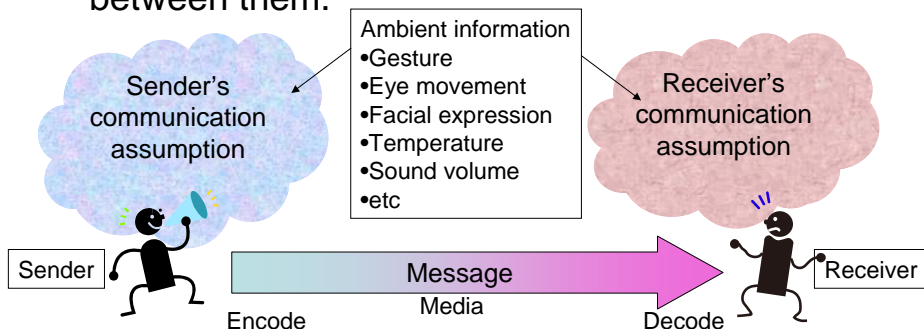 between them.
Ambient information
•Gesture
•Eye movement
•Facial expression
•Temperature
•Sound volume
•etc
Sender's
communication
assumption
Receiver's
communication
assumption
Sender
Message
Receiver
Media
Encode
Decode